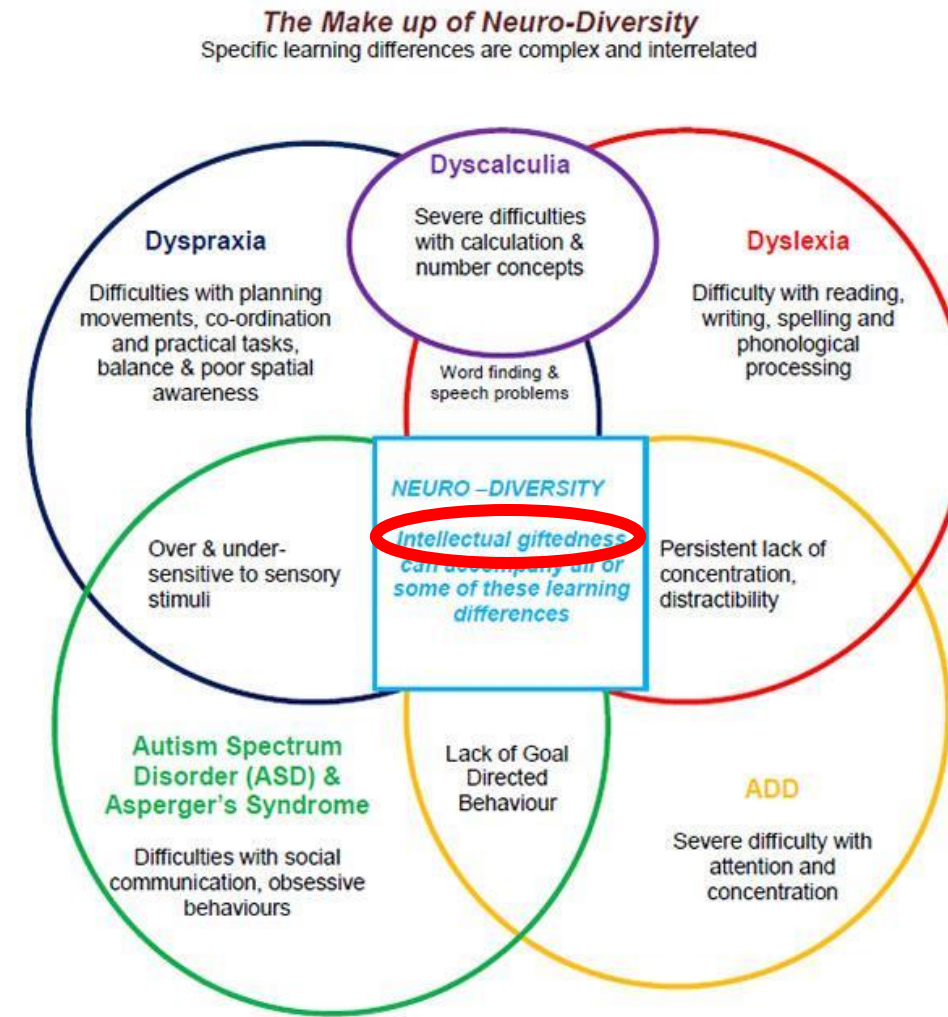 The Make up of Neuro-Diversity
Specific learning differences are complex and interrelated
Dyscalculia
Severe difficulties
with calculation &
number concepts
Dyspraxia
Difficulties with planning
movements, co-ordination
and practical tasks,
balance & poor spatial
awareness
Dyslexia
Difficulty with reading,
writing, spelling and
phonological
processing
Word finding &
speech problems
NEURO –DIVERSITY
Intellectual giftedness
can accompany all or
some of these learning
differences
Over & under-
sensitive to sensory
stimuli
Persistent lack of
concentration,
distractibility
Autism Spectrum
Disorder (ASD) &
Asperger's Syndrome
Difficulties with social
communication, obsessive
behaviours
Lack of Goal
Directed
Behaviour
ADD
Severe difficulty with
attention and
concentration